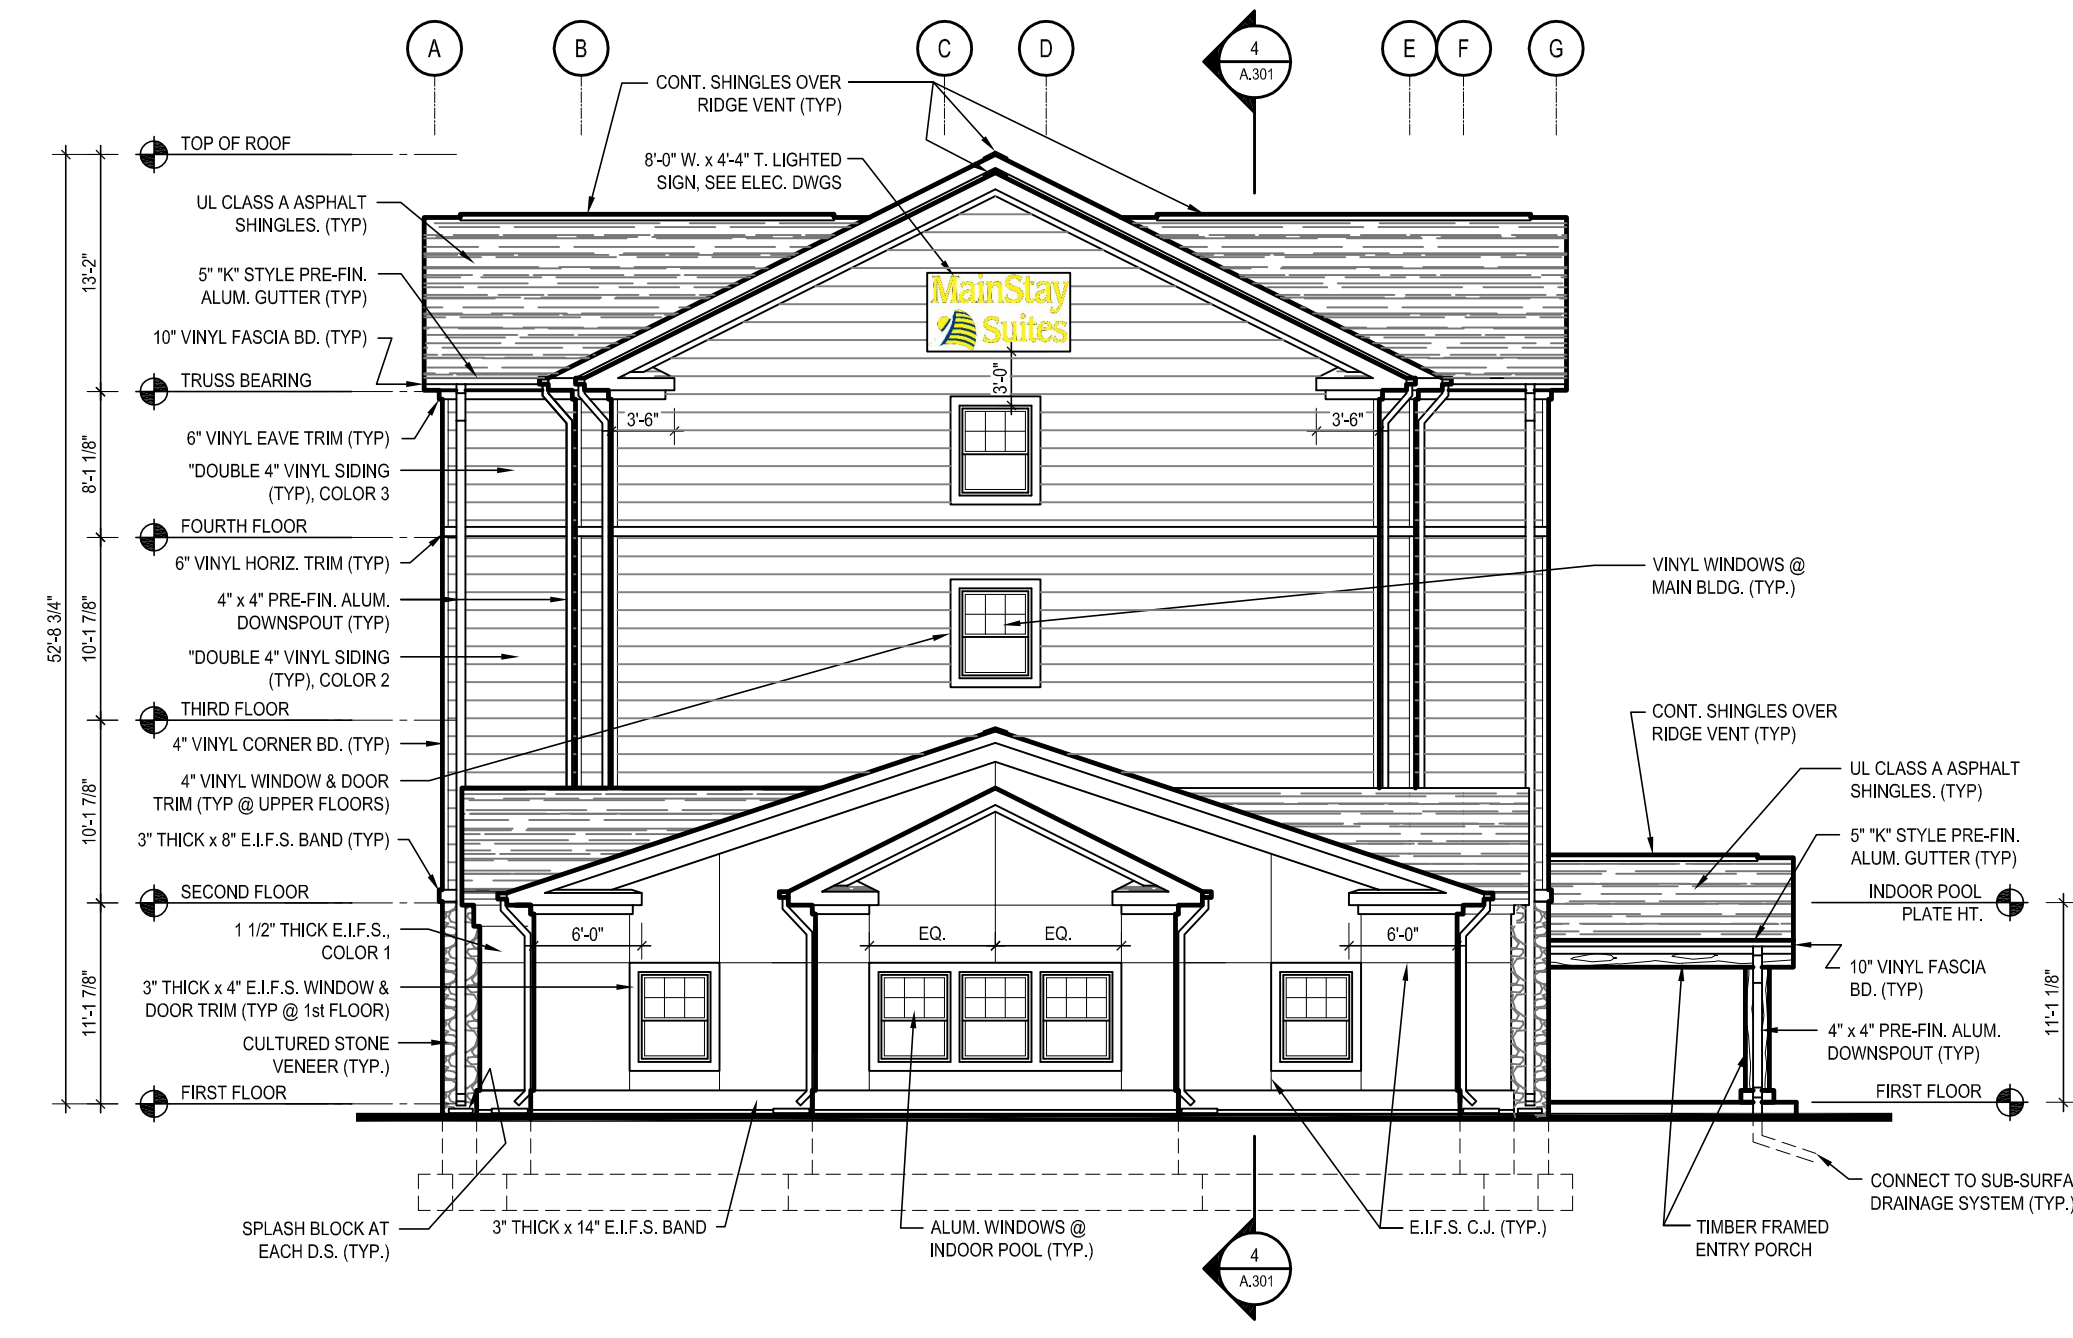 A
B
C
D
E
F
G
4
A.301
CONT. SHINGLES OVER
RIDGE VENT (TYP)
TOP OF ROOF
8'-0" W. x 4'-4" T. LIGHTED
SIGN, SEE ELEC. DWGS
UL CLASS A ASPHALT
SHINGLES. (TYP)
13'-2"
5" "K" STYLE PRE-FIN.
ALUM. GUTTER (TYP)
MainStay
Suites
10" VINYL FASCIA BD. (TYP)
TRUSS BEARING
3'-0"
3'-6"
3'-6"
6" VINYL EAVE TRIM (TYP)
8'-1 1/8"
"DOUBLE 4" VINYL SIDING
(TYP), COLOR 3
FOURTH FLOOR
6" VINYL HORIZ. TRIM (TYP)
VINYL WINDOWS @
MAIN BLDG. (TYP.)
52'-8 3/4"
10'-1 7/8"
4" x 4" PRE-FIN. ALUM.
DOWNSPOUT (TYP)
"DOUBLE 4" VINYL SIDING
(TYP), COLOR 2
THIRD FLOOR
CONT. SHINGLES OVER
RIDGE VENT (TYP)
4" VINYL CORNER BD. (TYP)
10'-1 7/8"
4" VINYL WINDOW & DOOR
TRIM (TYP @ UPPER FLOORS)
UL CLASS A ASPHALT
SHINGLES. (TYP)
3" THICK x 8" E.I.F.S. BAND (TYP)
5" "K" STYLE PRE-FIN.
ALUM. GUTTER (TYP)
SECOND FLOOR
INDOOR POOL
PLATE HT.
1 1/2" THICK E.I.F.S.,
COLOR 1
6'-0"
EQ.
EQ.
6'-0"
10" VINYL FASCIA
BD. (TYP)
11'-1 7/8"
3" THICK x 4" E.I.F.S. WINDOW &
DOOR TRIM (TYP @ 1st FLOOR)
11'-1 1/8"
4" x 4" PRE-FIN. ALUM.
DOWNSPOUT (TYP)
CULTURED STONE
VENEER (TYP.)
FIRST FLOOR
FIRST FLOOR
CONNECT TO SUB-SURFA
DRAINAGE SYSTEM (TYP.)
SPLASH BLOCK AT
EACH D.S. (TYP.)
3" THICK x 14" E.I.F.S. BAND
ALUM. WINDOWS @
INDOOR POOL (TYP.)
E.I.F.S. C.J. (TYP.)
TIMBER FRAMED
ENTRY PORCH
4
A.301